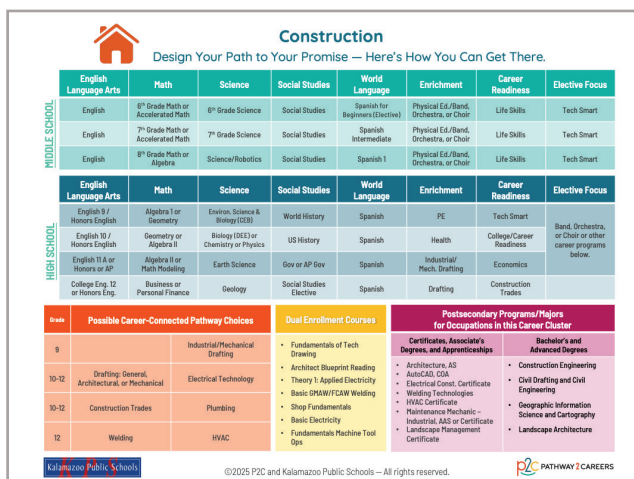 Construction
Design Your Path to Your Promise — Here's How You Can Get There.
MIDDLE SCHOOL
English Language Arts Math Science Social Studies World Language Enrichment Career Readiness Elective Focus
English 6th Grade Math or Accelerated Math 6th Grade Science Social Studies Spanish for Beginners (Elective) Physical Ed./Band, Orchestra, or Choir Life Skills Tech Smart
English 7th Grade Math or Accelerated Math 7th Grade Science Social Studies Spanish Intermediate Physical Ed./Band, Orchestra, or Choir Life Skills Tech Smart
English 8th Grade Math or Algebra Science/Robotics Social Studies Spanish 1 Physical Ed./Band, Orchestra, or Choir Life Skills Tech Smart
HIGH SCHOOL
English Language Arts Math Science Social Studies World Language Enrichment Career Readiness Elective Focus
English 9 / Honors English Algebra 1 or Geometry Environ. Science & Biology (CEB) World History Spanish PE Tech Smart Band, Orchestra, or Choir or other career programs below.
English 10 / Honors English Geometry or Algebra II Biology (DEE) or Chemistry or Physics US History Spanish Health College/Career Readiness
English 11 A or Honors or AP Algebra II or Math Modeling Earth Science Gov or AP Gov Spanish Industrial/ Mech. Drafting Economics
College Eng. 12 or Honors Eng. Business or Personal Finance Geology Social Studies Elective Spanish Drafting Construction Trades
Grade Possible Career-Connected Pathway Choices
9 Industrial/Mechanical Drafting
10-12 Drafting: General, Architectural, or Mechanical Electrical Technology
10-12 Construction Trades Plumbing
12 Welding HVAC
Dual Enrollment Courses
• Fundamentals of Tech Drawing
• Architect Blueprint Reading
• Theory 1: Applied Electricity
• Basic GMAW/FCAW Welding
• Shop Fundamentals
• Basic Electricity
• Fundamentals Machine Tool Ops
Postsecondary Programs/Majors
for Occupations in this Career Cluster
Certificates, Associate's Degrees, and Apprenticeships
• Architecture, AS
• AutoCAD, COA
• Electrical Const. Certificate
• Welding Technologies
• HVAC Certificate
• Maintenance Mechanic – Industrial, AAS or Certificate
• Landscape Management Certificate
Bachelor's and Advanced Degrees
• Construction Engineering
• Civil Drafting and Civil Engineering
• Geographic Information Science and Cartography
• Landscape Architecture
KPS
Kalamazoo Public Schools
©2025 P2C and Kalamazoo Public Schools — All rights reserved.
p2c PATHWAY2CAREERS